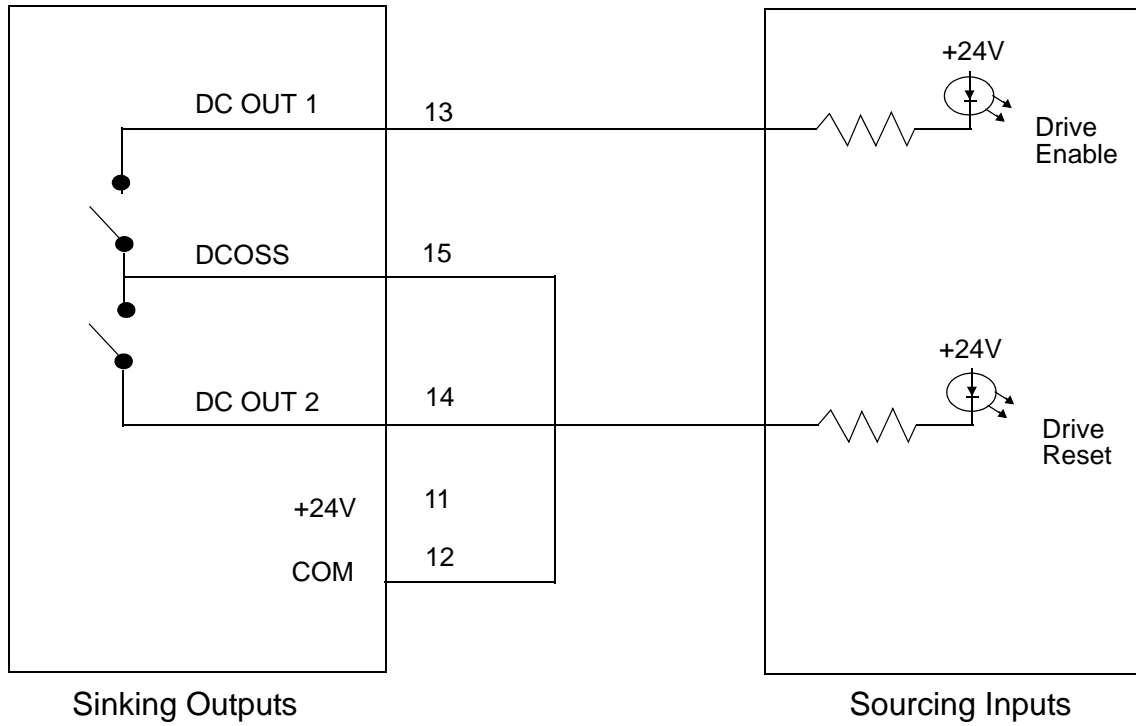 DC OUT 1
13
+24V
Drive
Enable
DCOSS
15
+24V
DC OUT 2
14
Drive
Reset
+24V
11
COM
12
Sinking Outputs
Sourcing Inputs